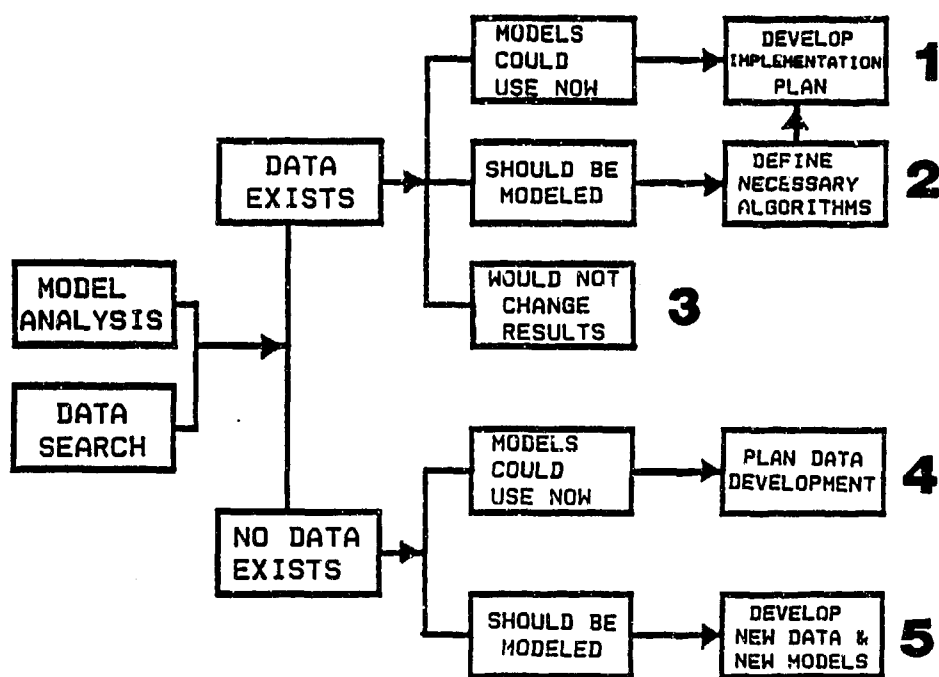 MODELS
COULD
USE NOW
DEVELOP
IMPLEMENTATION
PLAN
1
DATA
EXISTS
SHOULD BE
MODELED
DEFINE
NECESSARY
ALGORITHMS
2
WOULD NOT
CHANGE
RESULTS
3
MODEL
ANALYSIS
DATA
SEARCH
MODELS
COULD
USE NOW
PLAN DATA
DEVELOPMENT
4
NO DATA
EXISTS
SHOULD BE
MODELED
DEVELOP
NEW DATA &
NEW MODELS
5